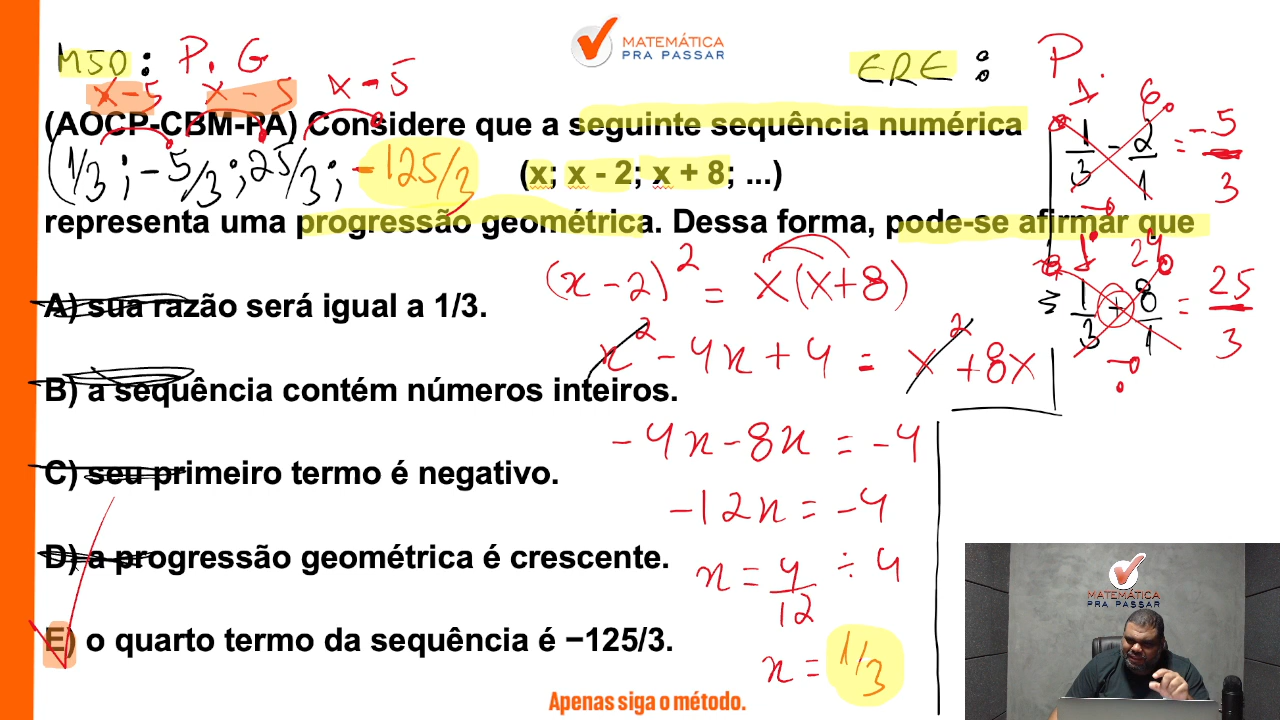 MATEMÁTICA
PRA PASSAR
MSD : P. G
ERE : P.
x-5 x-5 x-5
(AOCP-CBM-PA) Considere que a seguinte sequência numérica
(1/3 ; -5/3 ; 25/3 ; -125/3
(x; x - 2; x + 8; ...)
1/3 - 2/1 = -5/3
representa uma progressão geométrica. Dessa forma, pode-se afirmar que
(x-2)² = x(x+8)
1/3 + 8/1 = 25/3
A) sua razão será igual a 1/3.
x² - 4x + 4 = x² + 8x
B) a sequência contém números inteiros.
-4x - 8x = -4
C) seu primeiro termo é negativo.
-12x = -4
D) a progressão geométrica é crescente.
x = 4/12 ÷ 4
E) o quarto termo da sequência é −125/3.
x = 1/3
MATEMÁTICA
PRA PASSAR
Apenas siga o método.